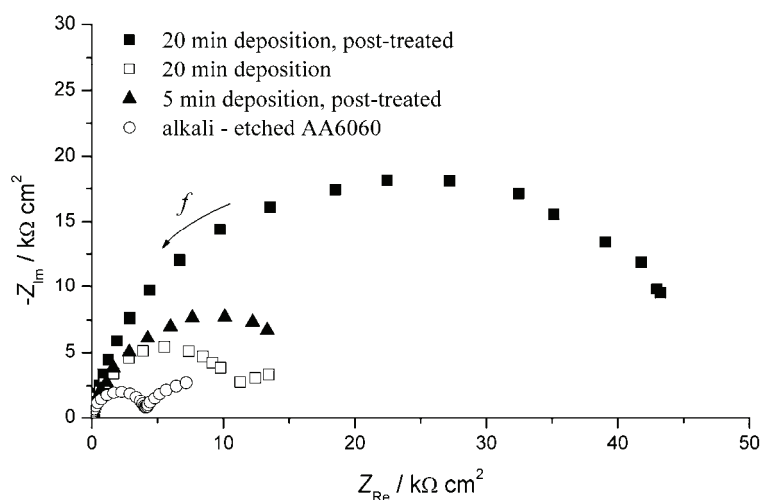 30
25
20
15
10
5
0
-Z_Im / kΩ cm²
20 min deposition, post-treated
20 min deposition
5 min deposition, post-treated
alkali - etched AA6060
f
0 10 20 30 40 50
Z_Re / kΩ cm²